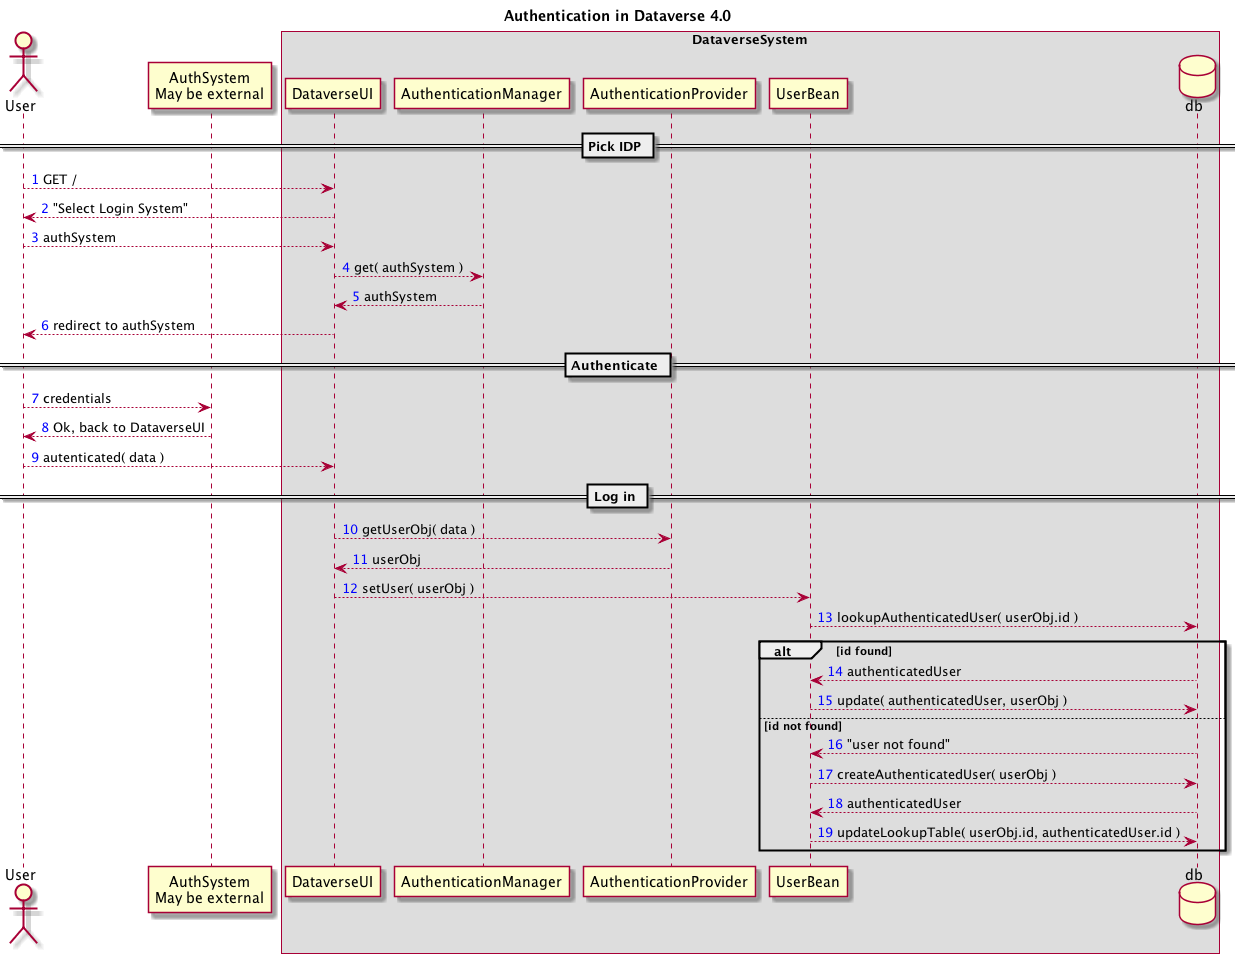 Authentication in Dataverse 4.0
DataverseSystem
User
AuthSystem
May be external
DataverseUI
AuthenticationManager
AuthenticationProvider
UserBean
db
Pick IDP
1 GET /
2 "Select Login System"
3 authSystem
4 get( authSystem )
5 authSystem
6 redirect to authSystem
Authenticate
7 credentials
8 Ok, back to DataverseUI
9 autenticated( data )
Log in
10 getUserObj( data )
11 userObj
12 setUser( userObj )
13 lookupAuthenticatedUser( userObj.id )
alt [id found]
14 authenticatedUser
15 update( authenticatedUser, userObj )
[id not found]
16 "user not found"
17 createAuthenticatedUser( userObj )
18 authenticatedUser
19 updateLookupTable( userObj.id, authenticatedUser.id )
User
AuthSystem
May be external
DataverseUI
AuthenticationManager
AuthenticationProvider
UserBean
db